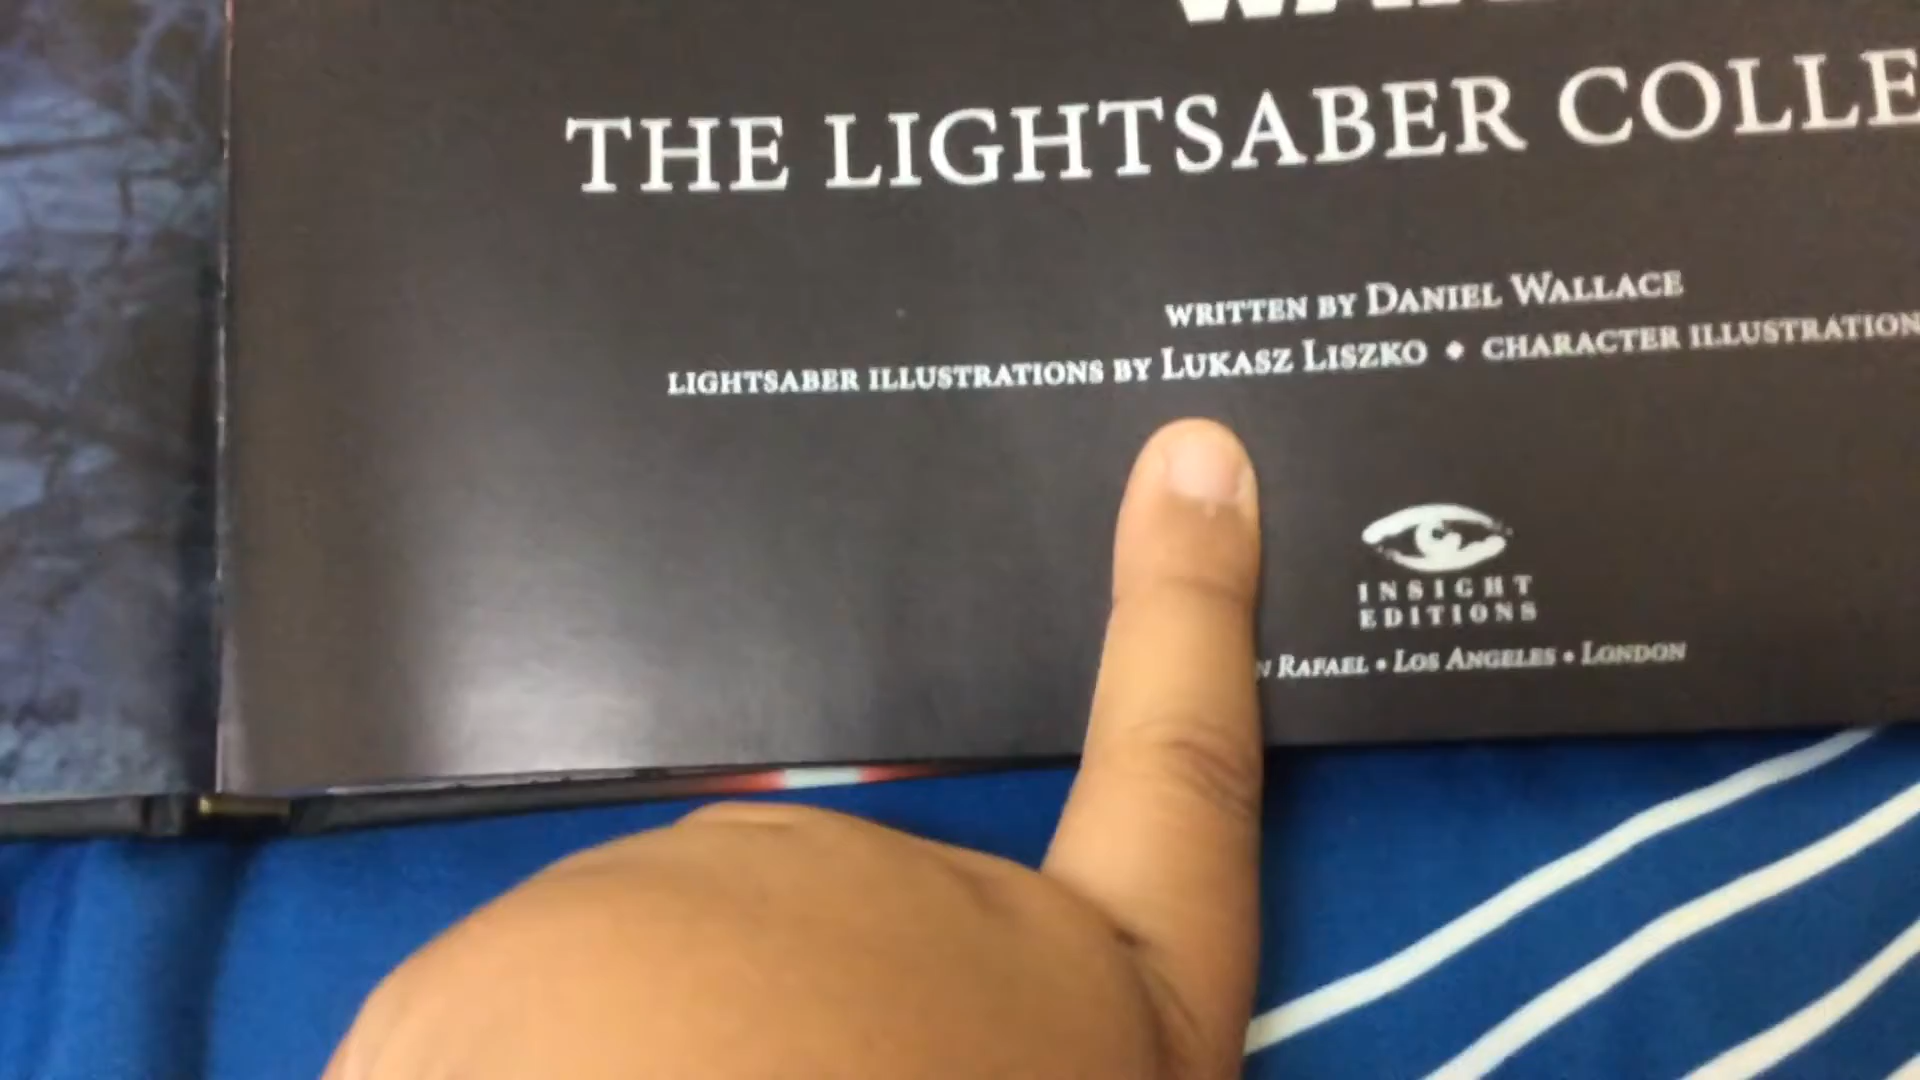 THE LIGHTSABER COLLE
WRITTEN BY DANIEL WALLACE
LIGHTSABER ILLUSTRATIONS BY LUKASZ LISZKO ◆ CHARACTER ILLUSTRATION
INSIGHT
EDITIONS
N RAFAEL • LOS ANGELES • LONDON